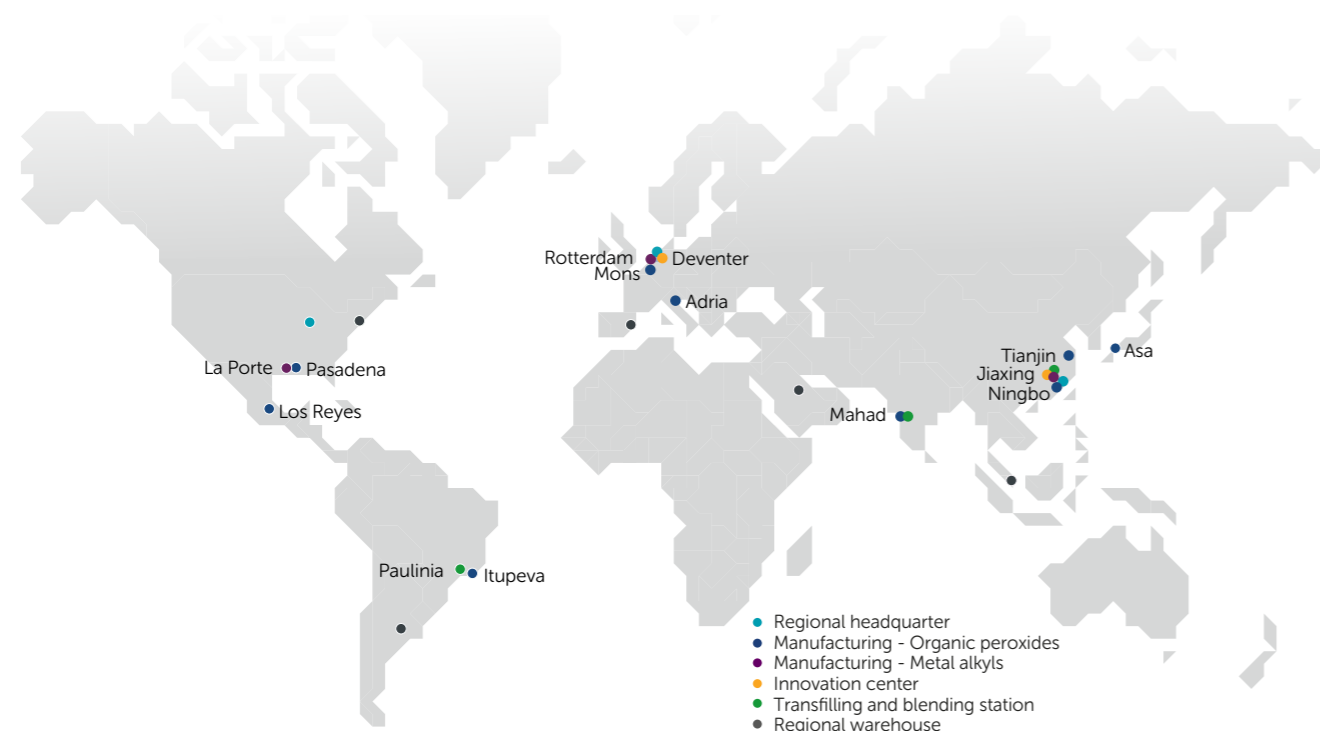 Rotterdam
Deventer
Mons
Adria
La Porte
Pasadena
Los Reyes
Tianjin
Asa
Jiaxing
Ningbo
Mahad
Paulinia
Itupeva
Regional headquarter
Manufacturing - Organic peroxides
Manufacturing - Metal alkyls
Innovation center
Transfilling and blending station
Regional warehouse